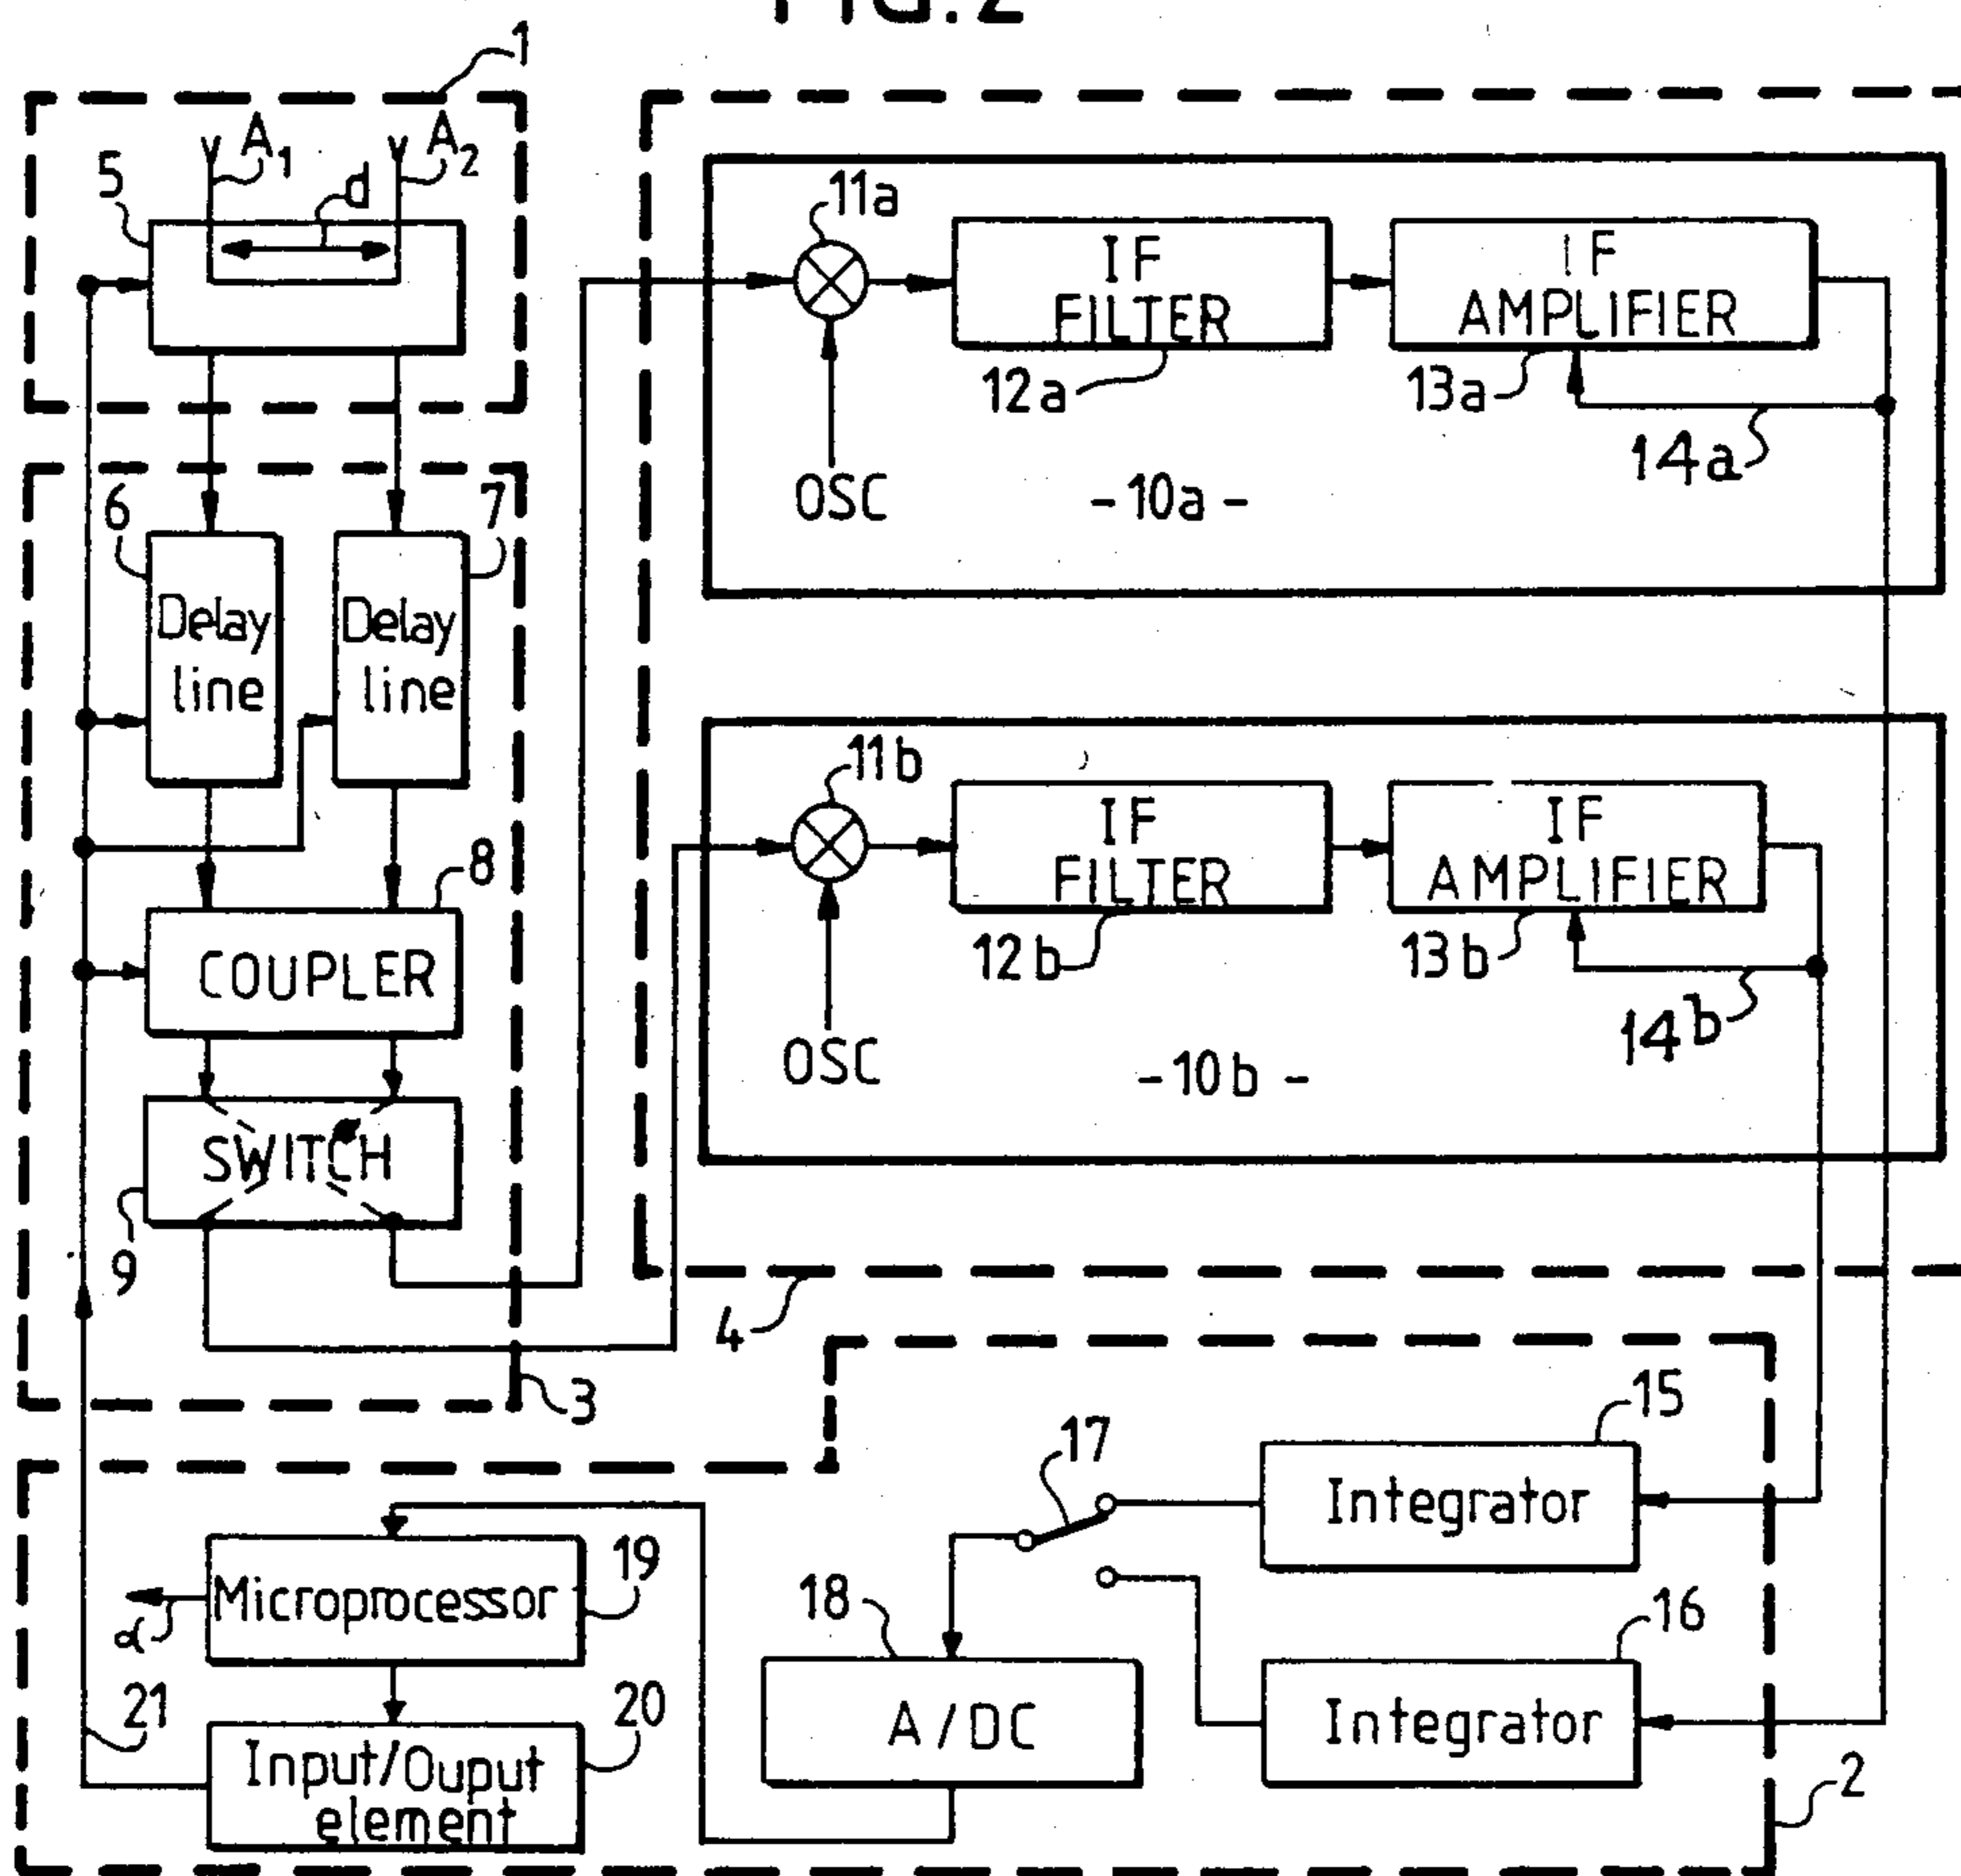 FIG.2
1
A1
A2
5
d
11a
IF
FILTER
IF
AMPLIFIER
12a
13a
14a
OSC
-10a-
6
7
Delay
line
Delay
line
11b
IF
FILTER
IF
AMPLIFIER
8
12b
13b
14b
COUPLER
OSC
-10b-
SWITCH
9
4
3
15
17
Integrator
19
Microprocessor
18
16
α
21
20
A/DC
Integrator
Input/Ouput
element
2